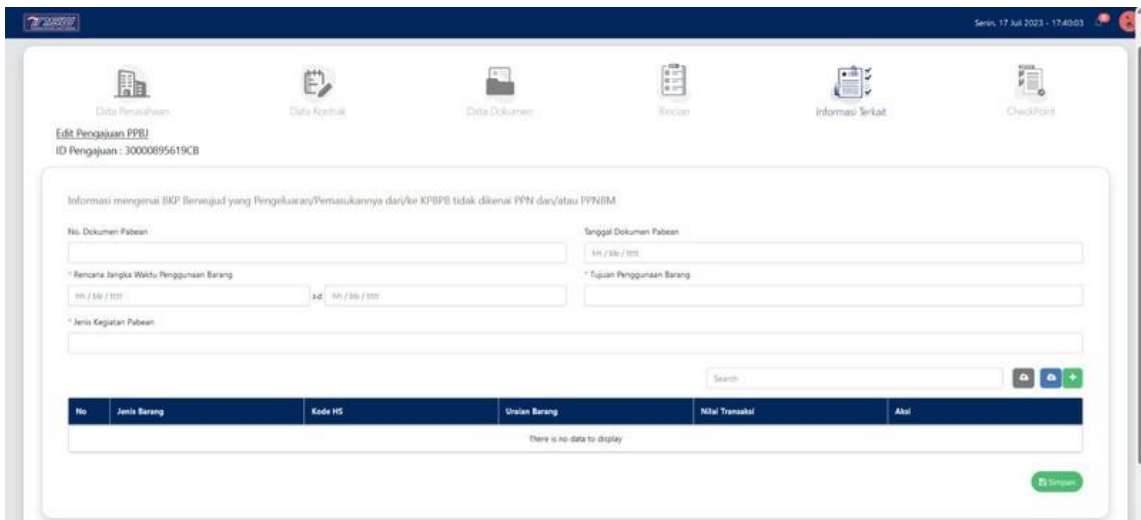 Senin, 17 Juli 2023 - 17:40:03
Data Perusahaan
Data Kontrak
Data Dokumen
Rincian
Informasi Terkait
CheckPoint
Edit Pengajuan PPBJ
ID Pengajuan : 30000895619CB
Informasi mengenai BKP Berwujud yang Pengeluaran/Pemasukannya dari/ke KPBPB tidak dikenai PPN dan/atau PPNBM
No. Dokumen Pabean
Tanggal Dokumen Pabean
hh / bb / tttt
* Rencana Jangka Waktu Penggunaan Barang
* Tujuan Penggunaan Barang
hh / bb / tttt
s.d
hh / bb / tttt
* Jenis Kegiatan Pabean
Search
No
Jenis Barang
Kode HS
Uraian Barang
Nilai Transaksi
Aksi
There is no data to display
Simpan